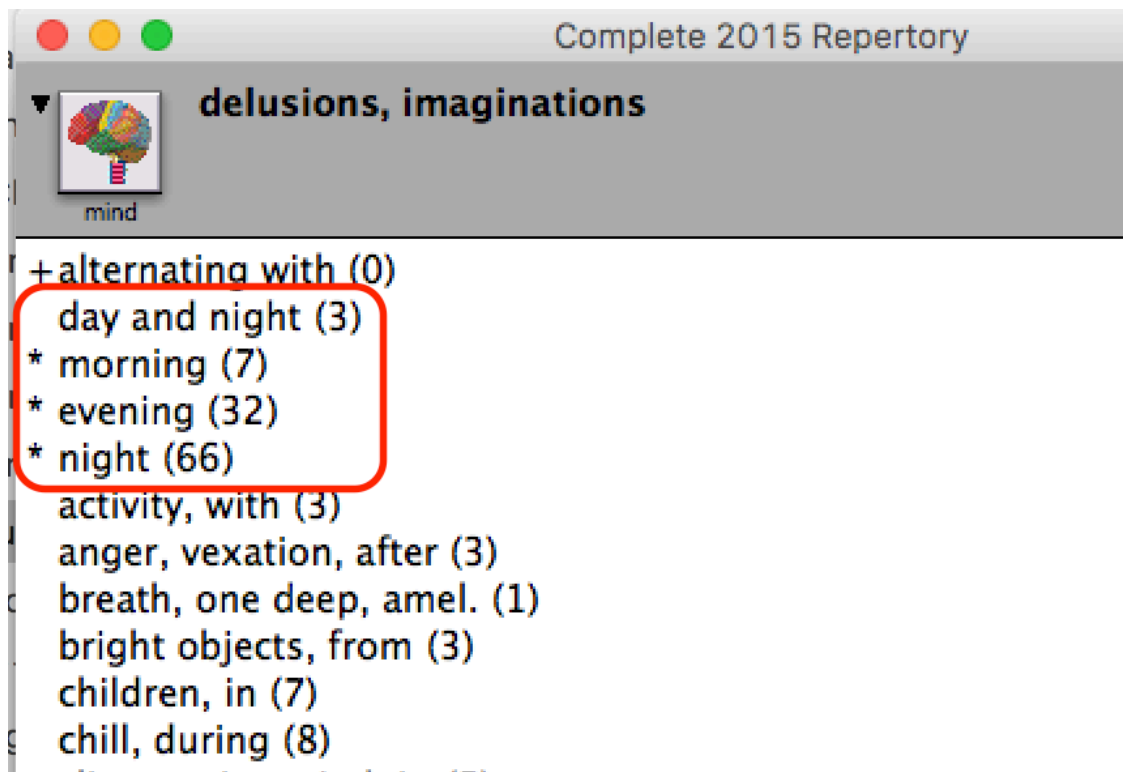 Complete 2015 Repertory
delusions, imaginations
mind
+alternating with (0)
day and night (3)
* morning (7)
* evening (32)
* night (66)
activity, with (3)
anger, vexation, after (3)
breath, one deep, amel. (1)
bright objects, from (3)
children, in (7)
chill, during (8)